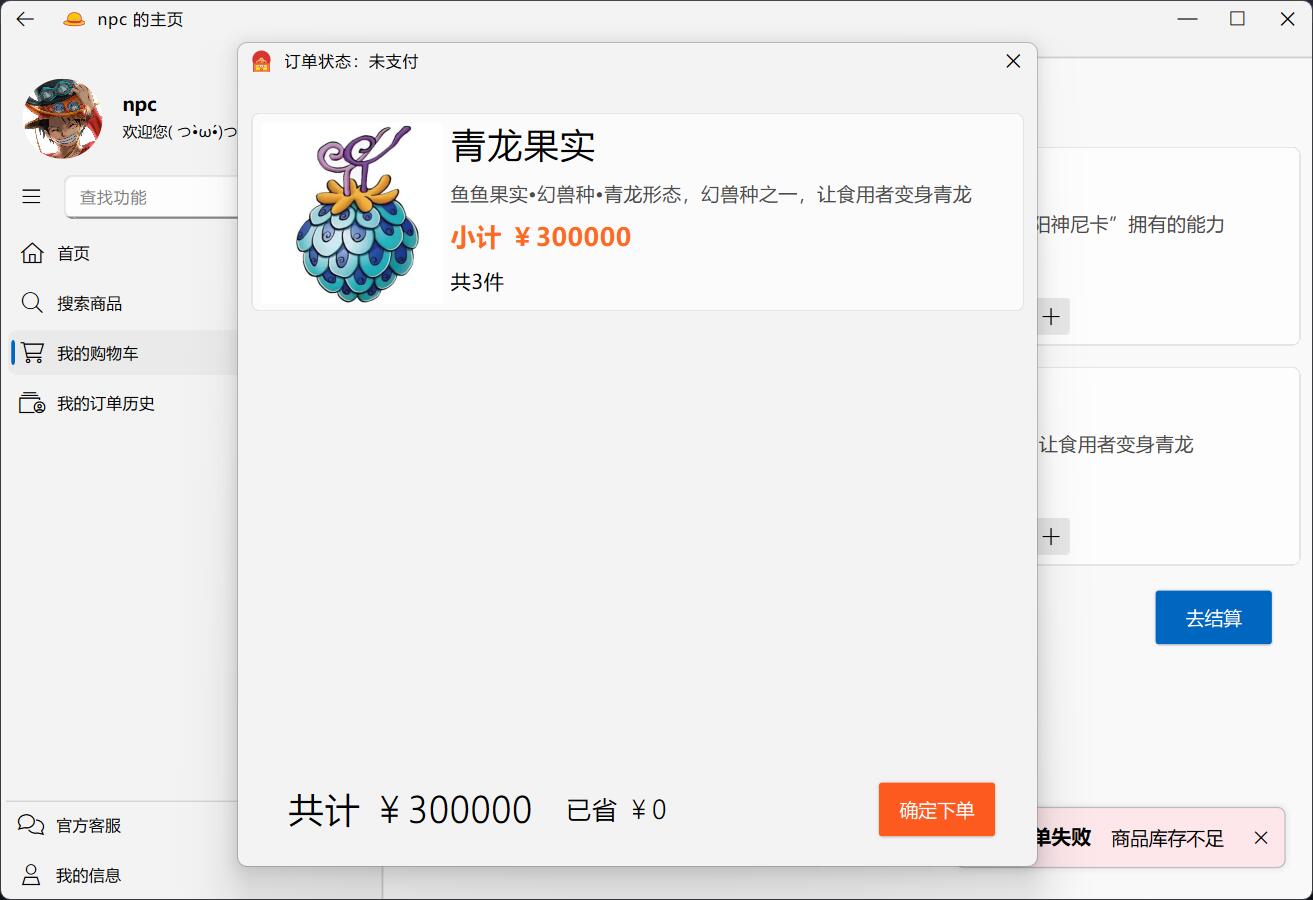 npc 的主页
订单状态：未支付
npc
欢迎您( つ•̀ω•́)つ
查找功能
首页
搜索商品
我的购物车
我的订单历史
青龙果实
鱼鱼果实•幻兽种•青龙形态，幻兽种之一，让食用者变身青龙
小计 ￥300000
共3件
阳神尼卡”拥有的能力
让食用者变身青龙
去结算
共计 ￥300000 已省 ￥0
确定下单
单失败 商品库存不足
官方客服
我的信息